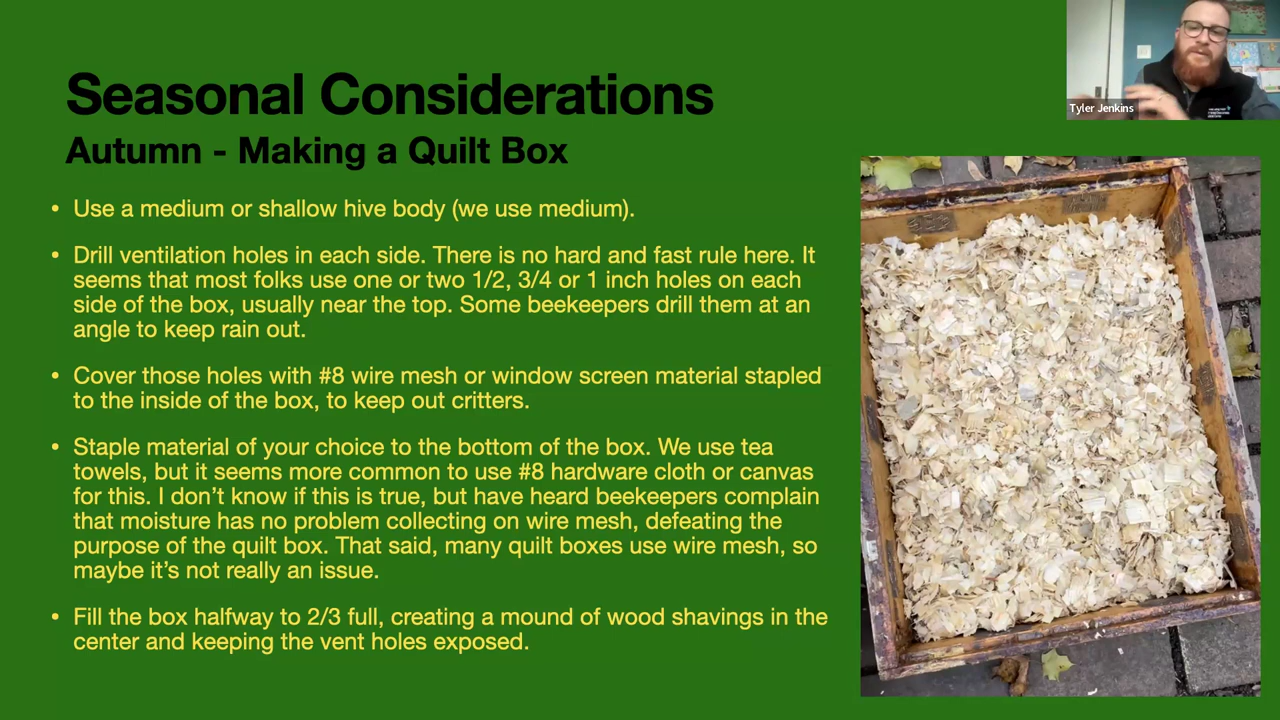 Seasonal Considerations
Autumn - Making a Quilt Box
• Use a medium or shallow hive body (we use medium).
• Drill ventilation holes in each side. There is no hard and fast rule here. It
seems that most folks use one or two 1/2, 3/4 or 1 inch holes on each
side of the box, usually near the top. Some beekeepers drill them at an
angle to keep rain out.
• Cover those holes with #8 wire mesh or window screen material stapled
to the inside of the box, to keep out critters.
• Staple material of your choice to the bottom of the box. We use tea
towels, but it seems more common to use #8 hardware cloth or canvas
for this. I don’t know if this is true, but have heard beekeepers complain
that moisture has no problem collecting on wire mesh, defeating the
purpose of the quilt box. That said, many quilt boxes use wire mesh, so
maybe it’s not really an issue.
• Fill the box halfway to 2/3 full, creating a mound of wood shavings in the
center and keeping the vent holes exposed.
Tyler Jenkins